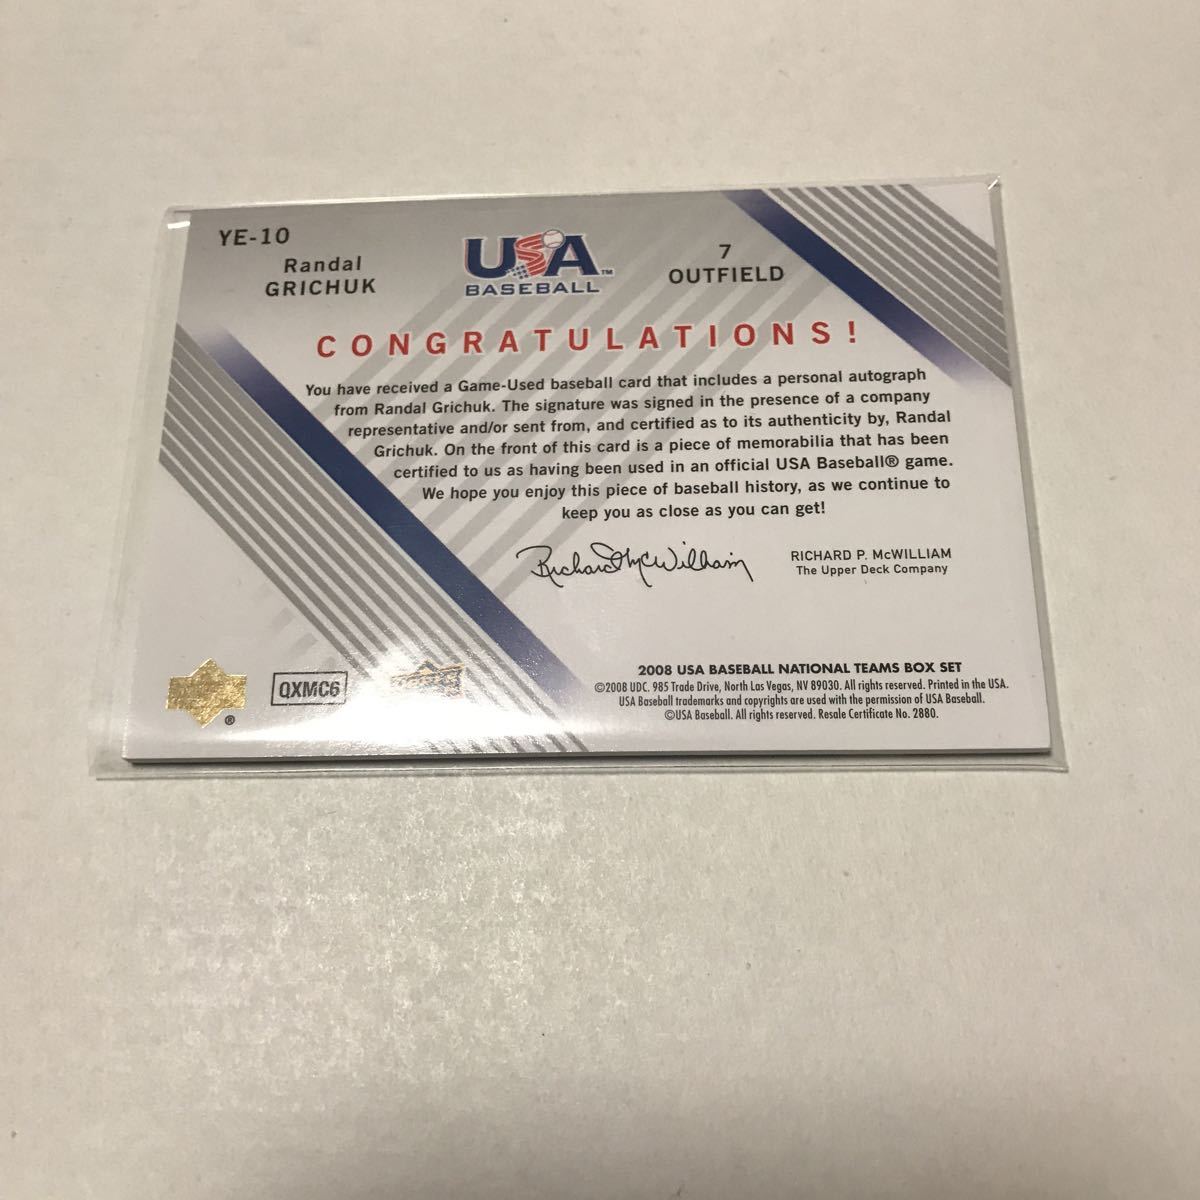 YE-10
Randal
GRICHUK
USA™
BASEBALL
7
OUTFIELD
CONGRATULATIONS!
You have received a Game-Used baseball card that includes a personal autograph
from Randal Grichuk. The signature was signed in the presence of a company
representative and/or sent from, and certified as to its authenticity by, Randal
Grichuk. On the front of this card is a piece of memorabilia that has been
certified to us as having been used in an official USA Baseball® game.
We hope you enjoy this piece of baseball history, as we continue to
keep you as close as you can get!
Richard McWilliam
RICHARD P. McWILLIAM
The Upper Deck Company
®
QXMC6
2008 USA BASEBALL NATIONAL TEAMS BOX SET
©2008 UDC. 985 Trade Drive, North Las Vegas, NV 89030. All rights reserved. Printed in the USA.
USA Baseball trademarks and copyrights are used with the permission of USA Baseball.
©USA Baseball. All rights reserved. Resale Certificate No. 2880.